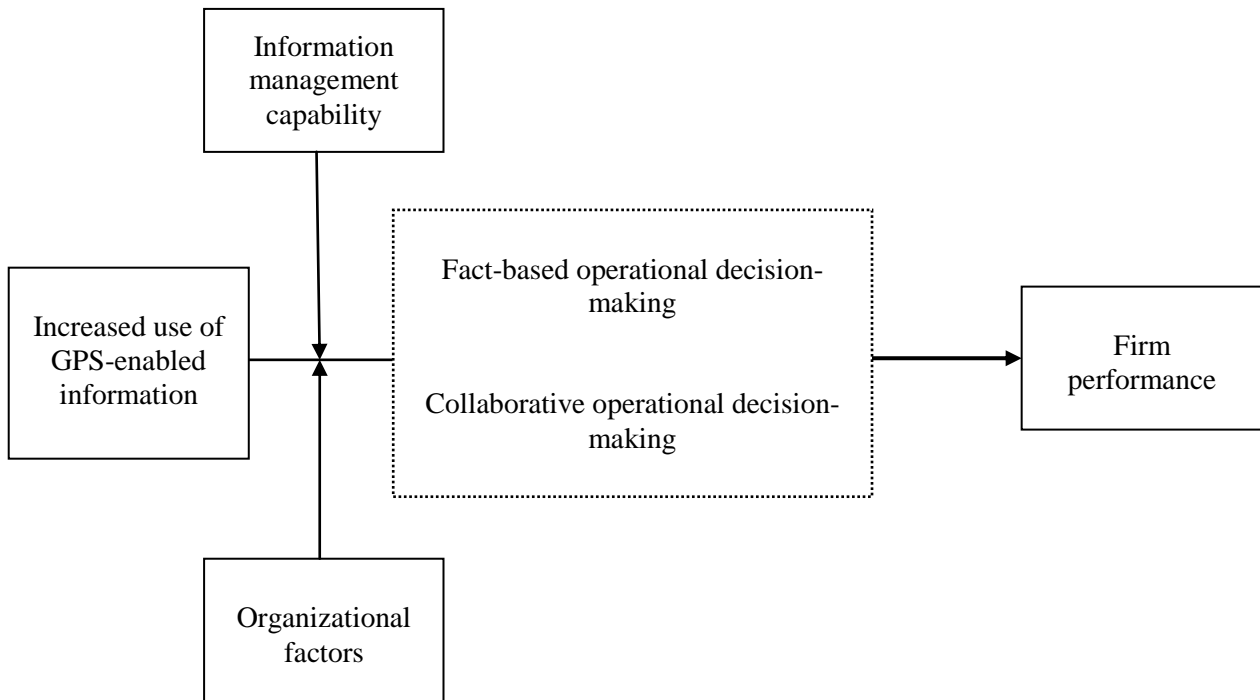 Information
management
capability
Increased use of
GPS-enabled
information
Fact-based operational decision-
making
Collaborative operational decision-
making
Firm
performance
Organizational
factors